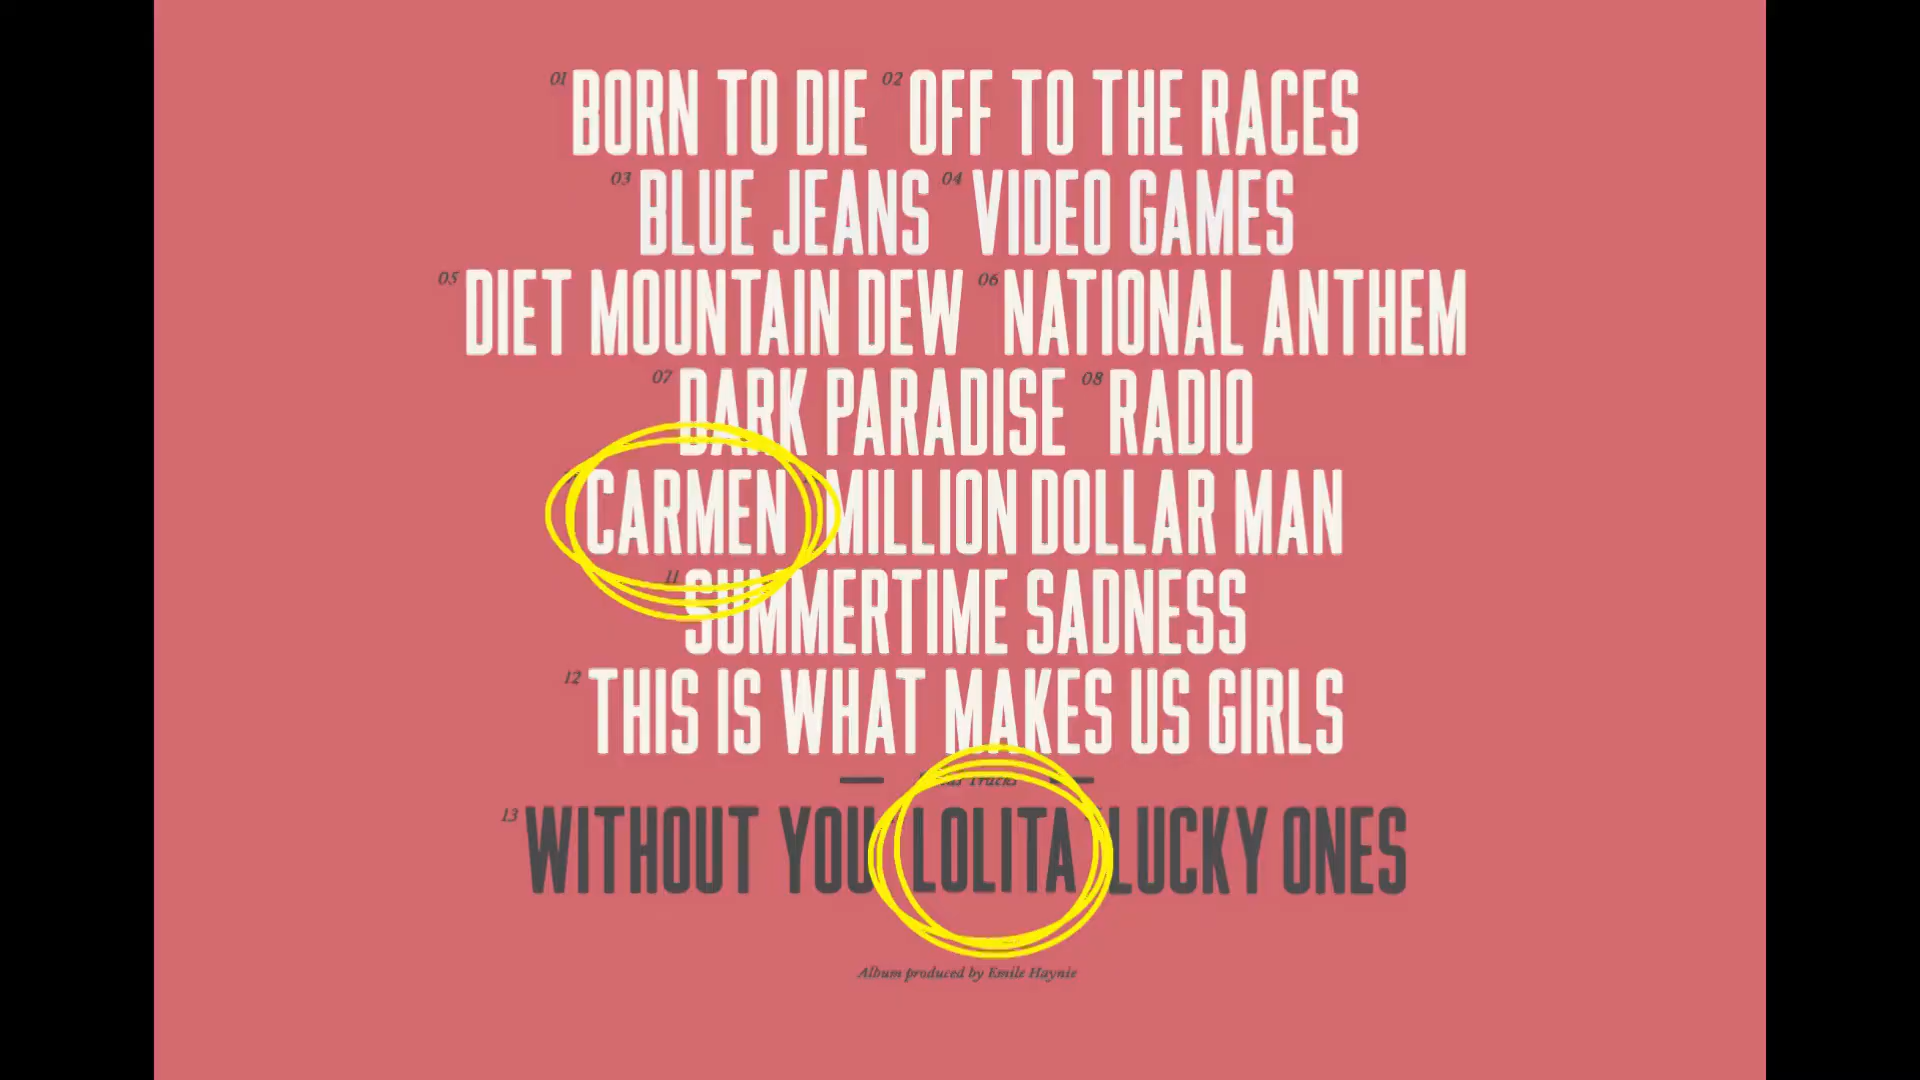 01 BORN TO DIE 02 OFF TO THE RACES
03 BLUE JEANS 04 VIDEO GAMES
05 DIET MOUNTAIN DEW 06 NATIONAL ANTHEM
07 DARK PARADISE 08 RADIO
CARMEN MILLION DOLLAR MAN
11 SUMMERTIME SADNESS
12 THIS IS WHAT MAKES US GIRLS
Tracks
13 WITHOUT YOU LOLITA LUCKY ONES
Album produced by Emile Haynie